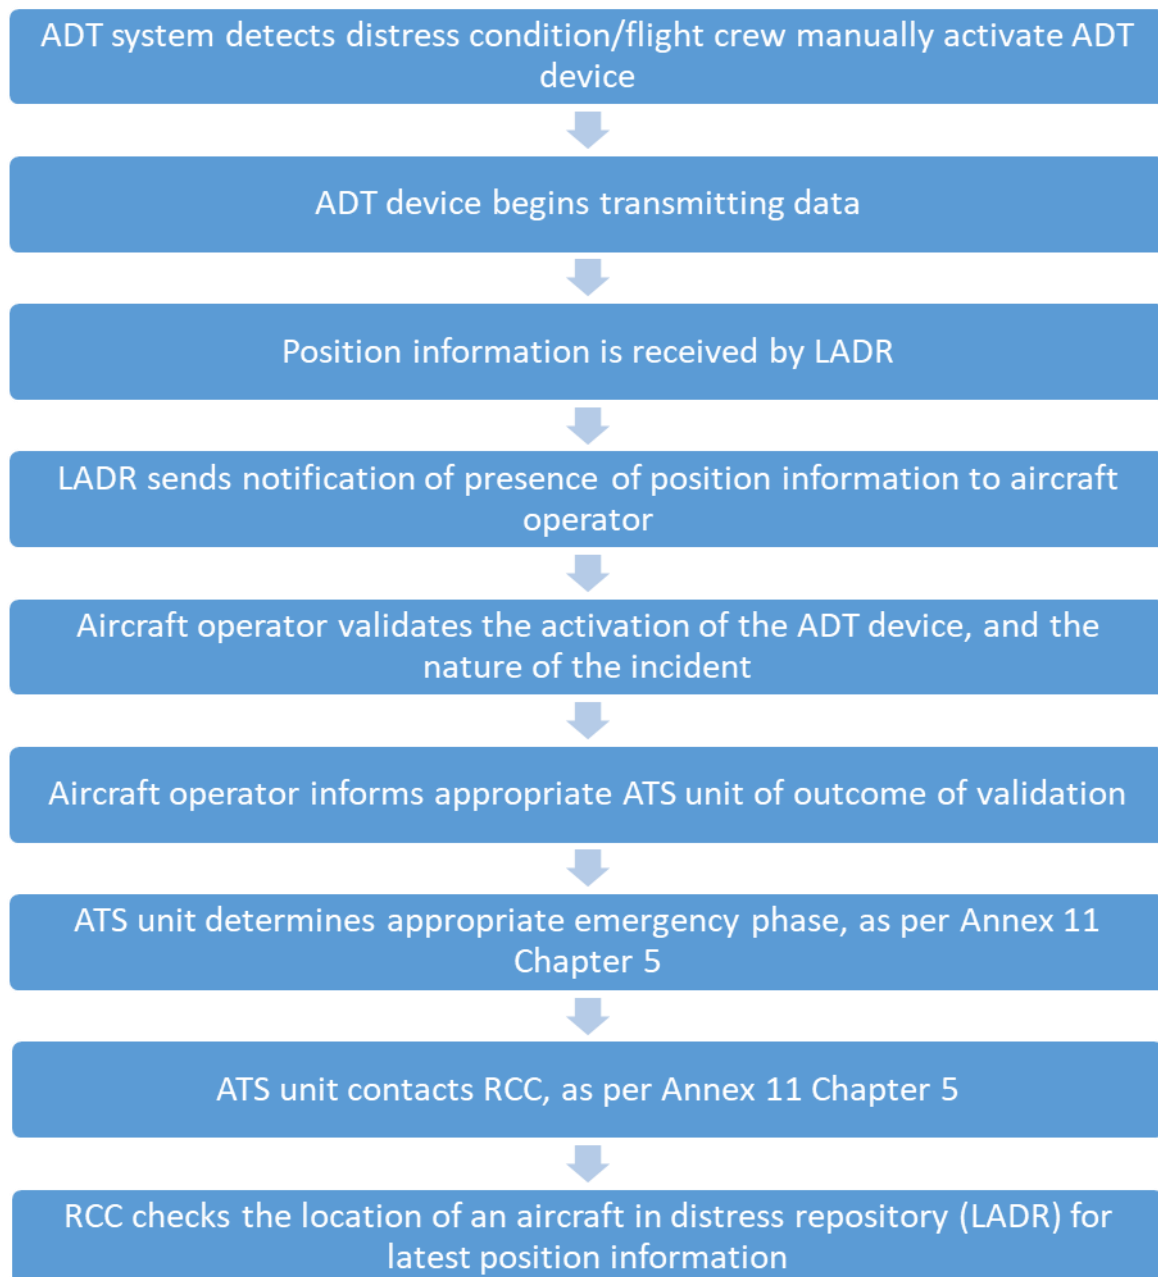 ADT system detects distress condition/flight crew manually activate ADT
device
ADT device begins transmitting data
Position information is received by LADR
LADR sends notification of presence of position information to aircraft
operator
Aircraft operator validates the activation of the ADT device, and the
nature of the incident
Aircraft operator informs appropriate ATS unit of outcome of validation
ATS unit determines appropriate emergency phase, as per Annex 11
Chapter 5
ATS unit contacts RCC, as per Annex 11 Chapter 5
RCC checks the location of an aircraft in distress repository (LADR) for
latest position information